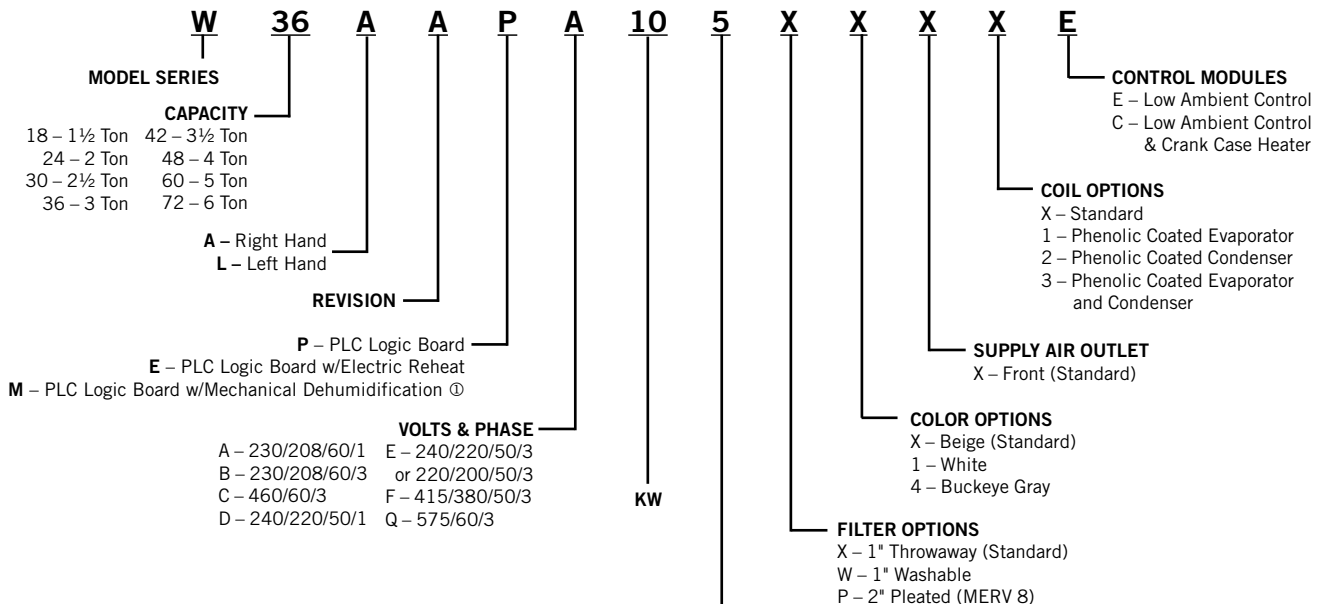 W 36 A A P A 10 5 X X X X E
MODEL SERIES
CAPACITY
18 – 1½ Ton 42 – 3½ Ton
24 – 2 Ton 48 – 4 Ton
30 – 2½ Ton 60 – 5 Ton
36 – 3 Ton 72 – 6 Ton
A – Right Hand
L – Left Hand
REVISION
P – PLC Logic Board
E – PLC Logic Board w/Electric Reheat
M – PLC Logic Board w/Mechanical Dehumidification ①
VOLTS & PHASE
A – 230/208/60/1 E – 240/220/50/3
B – 230/208/60/3 or 220/200/50/3
C – 460/60/3 F – 415/380/50/3
D – 240/220/50/1 Q – 575/60/3
KW
FILTER OPTIONS
X – 1" Throwaway (Standard)
W – 1" Washable
P – 2" Pleated (MERV 8)
COLOR OPTIONS
X – Beige (Standard)
1 – White
4 – Buckeye Gray
SUPPLY AIR OUTLET
X – Front (Standard)
COIL OPTIONS
X – Standard
1 – Phenolic Coated Evaporator
2 – Phenolic Coated Condenser
3 – Phenolic Coated Evaporator
and Condenser
CONTROL MODULES
E – Low Ambient Control
C – Low Ambient Control
& Crank Case Heater